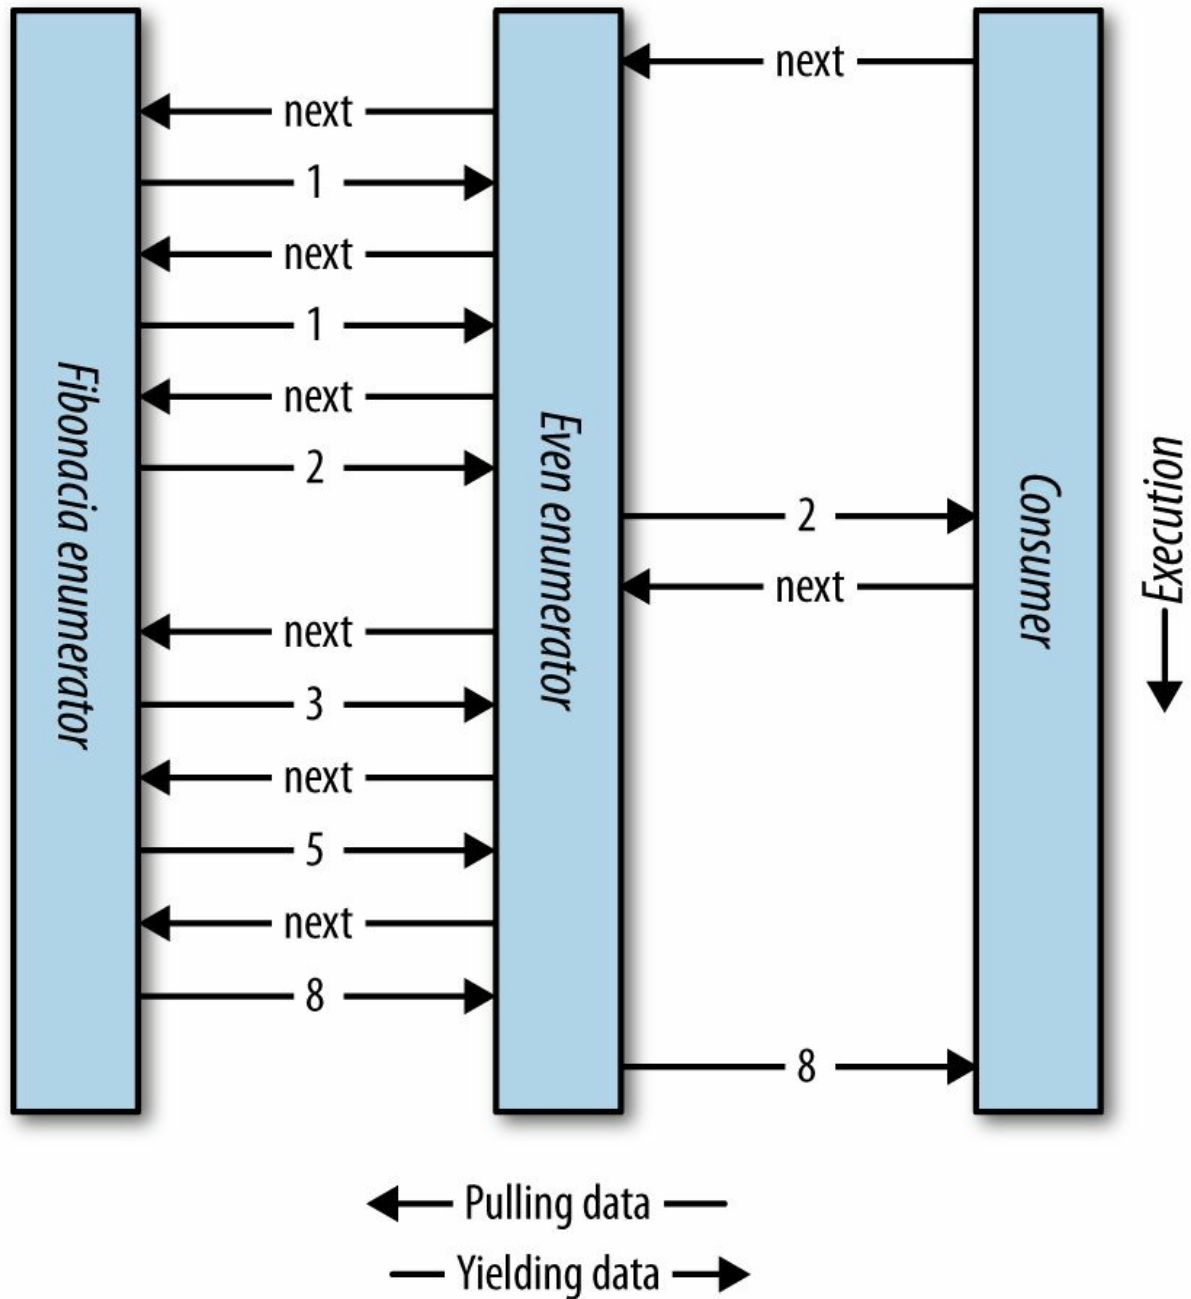 next
next
1
next
1
next
2
2
next
next
3
next
5
next
8
8
Fibonacia enumerator
Even enumerator
Consumer
Execution
Pulling data
Yielding data